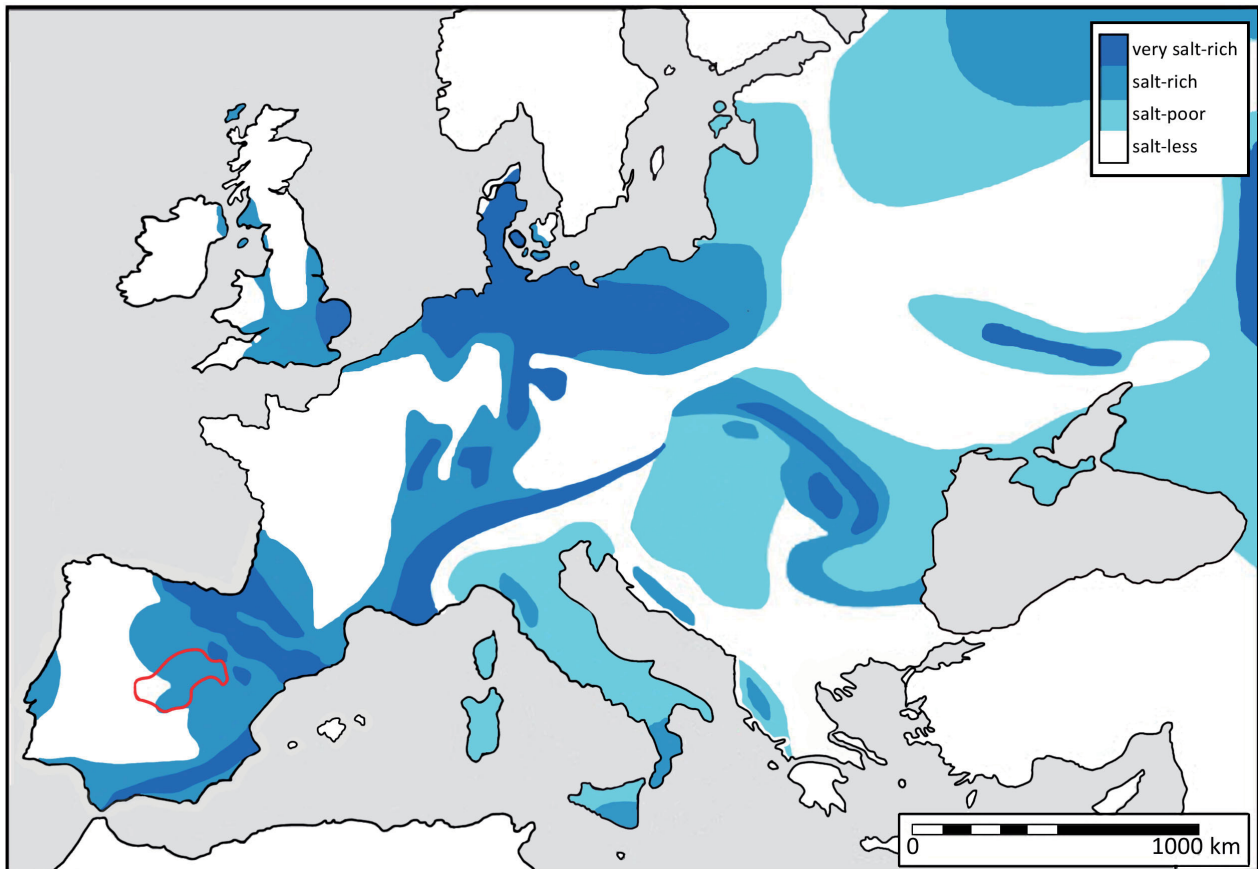 very salt-rich
salt-rich
salt-poor
salt-less
0 1000 km